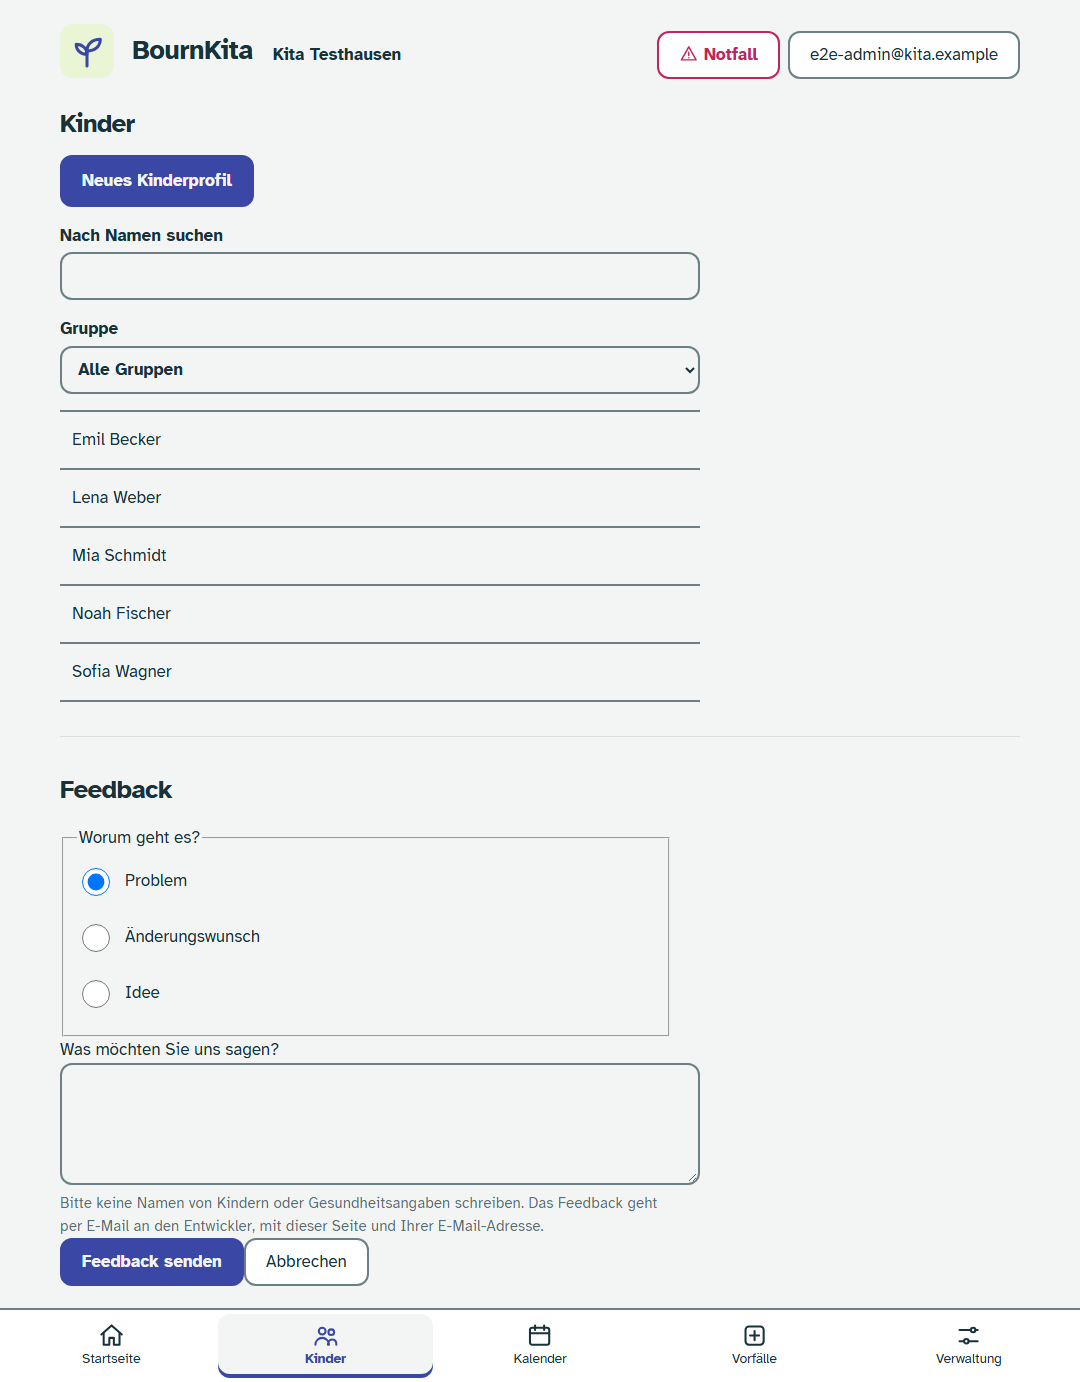 BournKita
Kita Testhausen
Notfall
e2e-admin@kita.example
Kinder
Neues Kinderprofil
Nach Namen suchen
Gruppe
Alle Gruppen
Emil Becker
Lena Weber
Mia Schmidt
Noah Fischer
Sofia Wagner
Feedback
Worum geht es?
Problem
Änderungswunsch
Idee
Was möchten Sie uns sagen?
Bitte keine Namen von Kindern oder Gesundheitsangaben schreiben. Das Feedback geht
per E-Mail an den Entwickler, mit dieser Seite und Ihrer E-Mail-Adresse.
Feedback senden
Abbrechen
Startseite
Kinder
Kalender
Vorfälle
Verwaltung